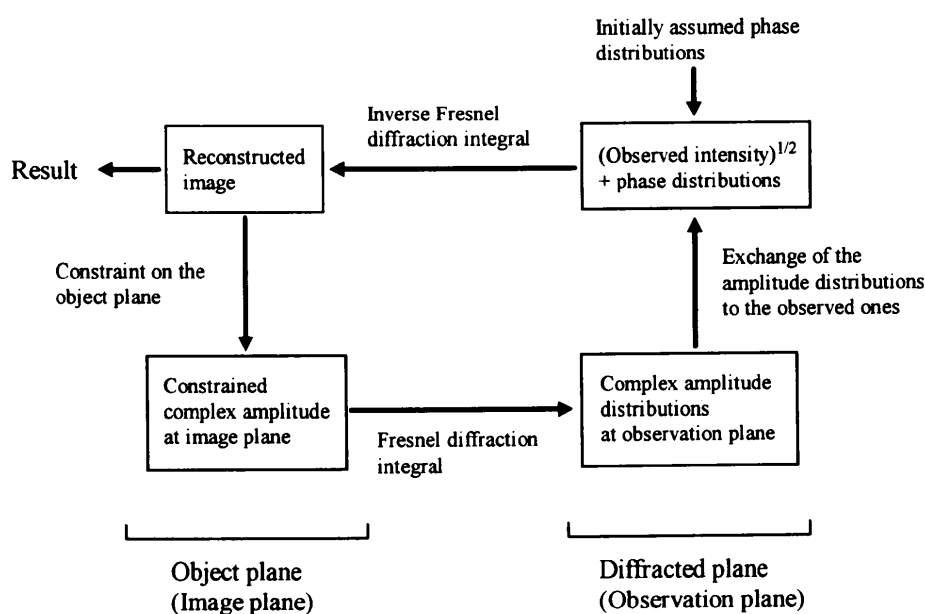 Initially assumed phase
distributions
Inverse Fresnel
diffraction integral
Result
Reconstructed
image
(Observed intensity)^{1/2}
+ phase distributions
Constraint on the
object plane
Exchange of the
amplitude distributions
to the observed ones
Constrained
complex amplitude
at image plane
Fresnel diffraction
integral
Complex amplitude
distributions
at observation plane
Object plane
(Image plane)
Diffracted plane
(Observation plane)